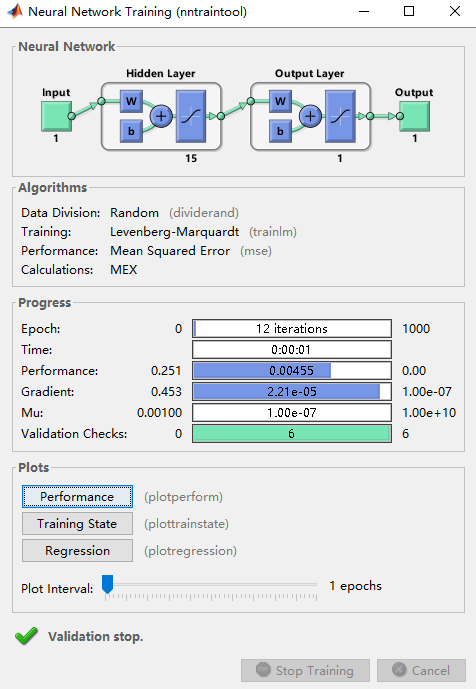 Neural Network Training (nntraintool)
Neural Network
Hidden Layer Output Layer
Input Output
W W
b + b +
1 1
15 1
Algorithms
Data Division: Random (dividerand)
Training: Levenberg-Marquardt (trainlm)
Performance: Mean Squared Error (mse)
Calculations: MEX
Progress
Epoch: 0 12 iterations 1000
Time: 0:00:01
Performance: 0.251 0.00455 0.00
Gradient: 0.453 2.21e-05 1.00e-07
Mu: 0.00100 1.00e-07 1.00e+10
Validation Checks: 0 6 6
Plots
Performance (plotperform)
Training State (plottrainstate)
Regression (plotregression)
Plot Interval: 1 epochs
Validation stop.
Stop Training Cancel